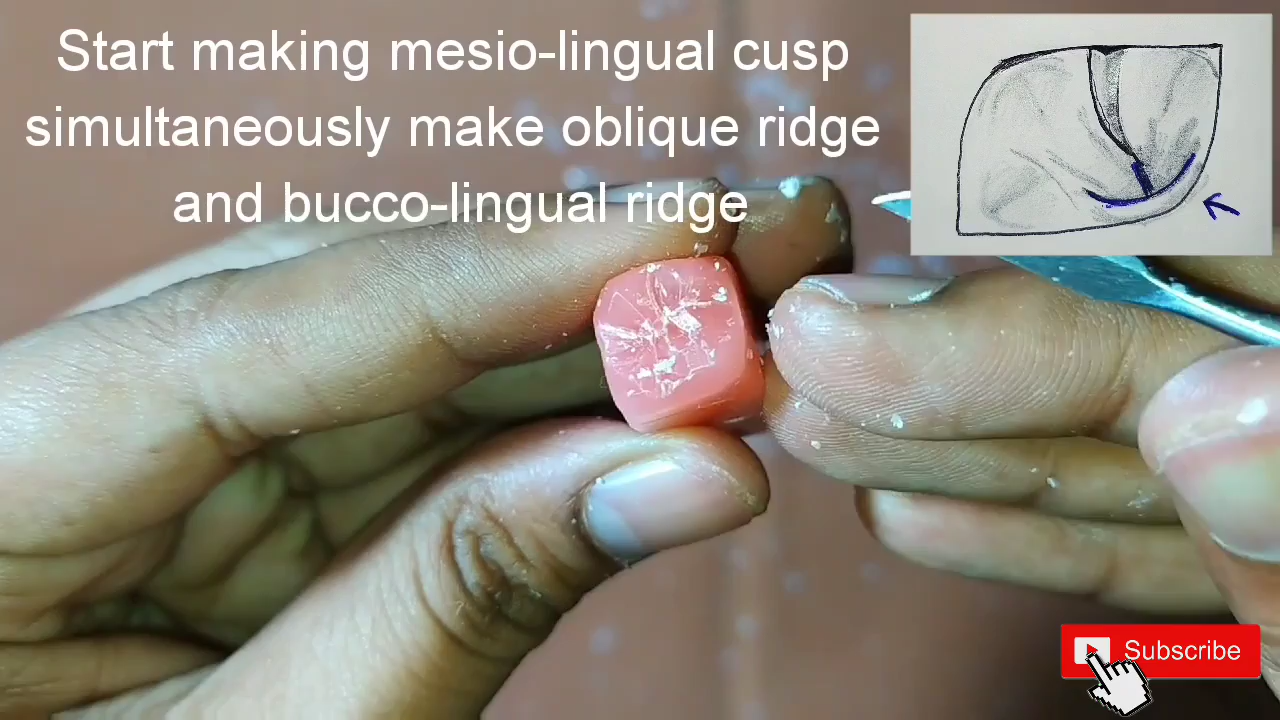 Start making mesio-lingual cusp
simultaneously make oblique ridge
and bucco-lingual ridge
Subscribe